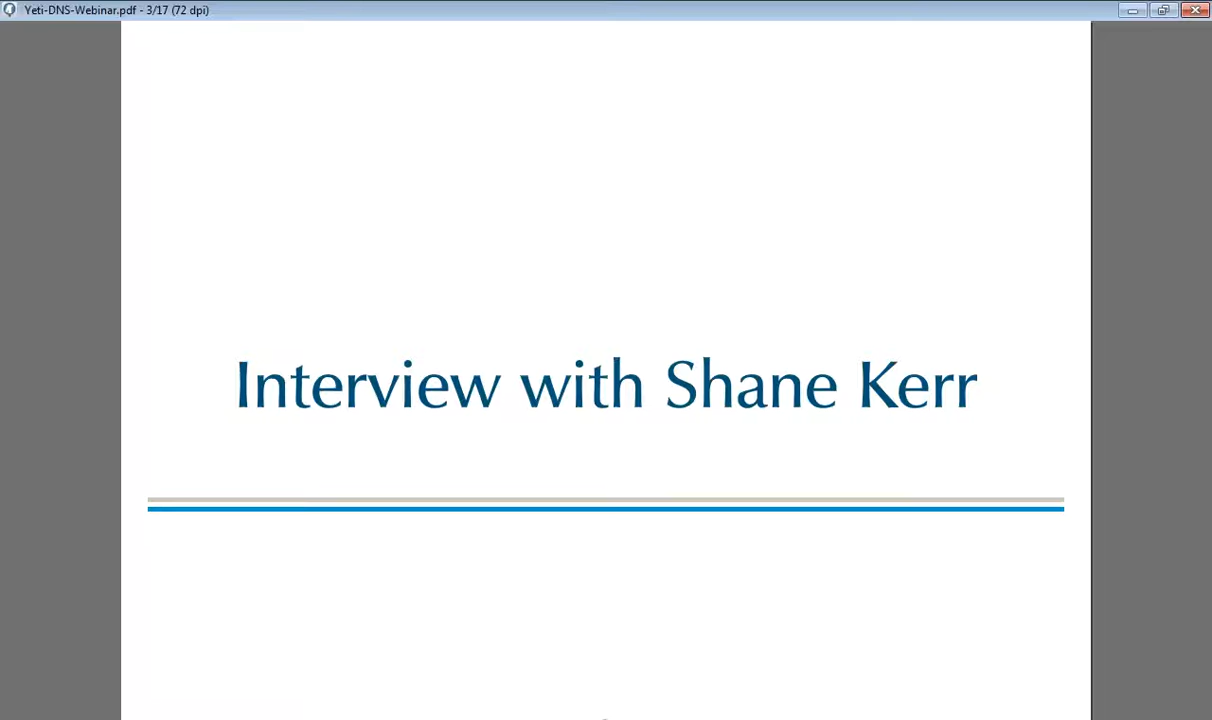 Yeti-DNS-Webinar.pdf - 3/17 (72 dpi)
Interview with Shane Kerr